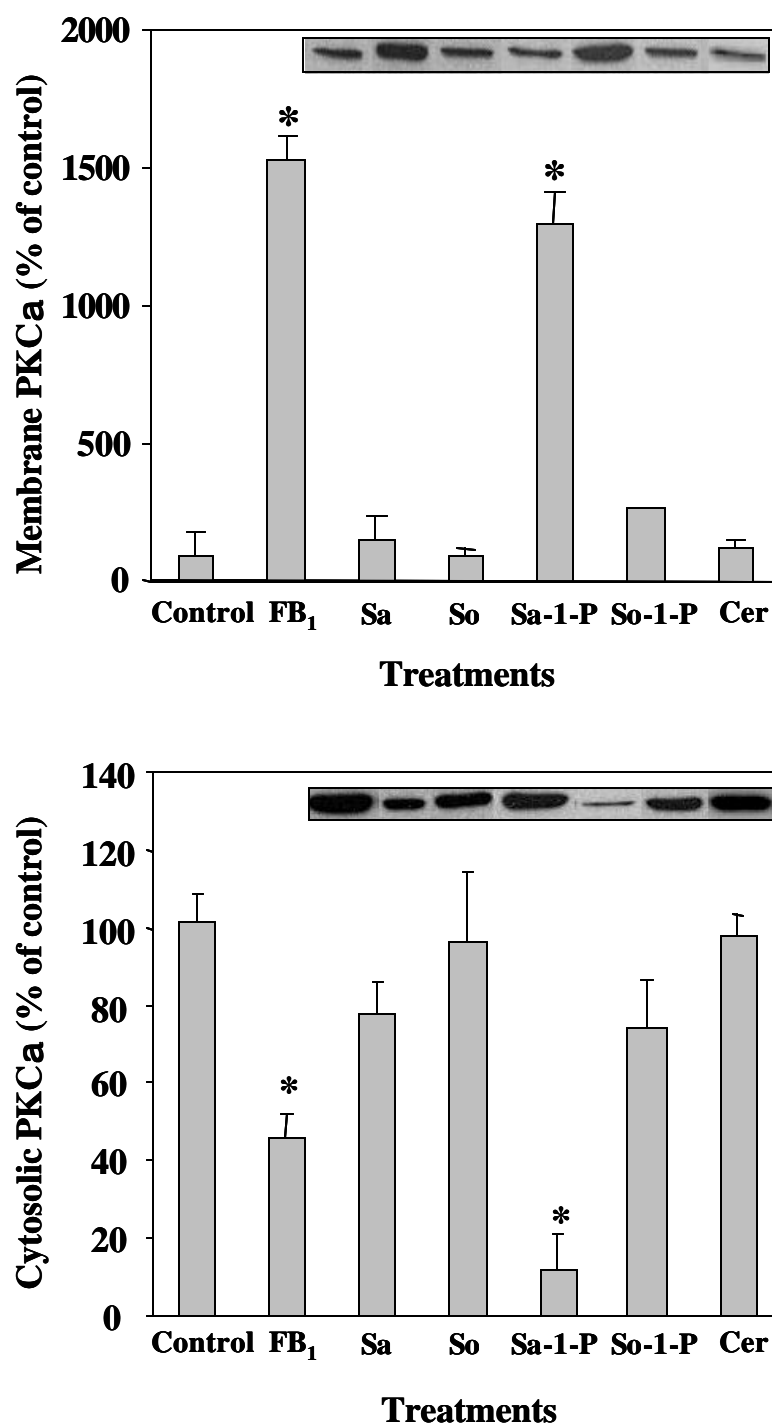 2000
1500
1000
500
0
Membrane PKCa (% of control)
*
*
Control FB₁ Sa So Sa-1-P So-1-P Cer
Treatments
140
120
100
80
60
40
20
0
Cytosolic PKCa (% of control)
*
*
Control FB₁ Sa So Sa-1-P So-1-P Cer
Treatments